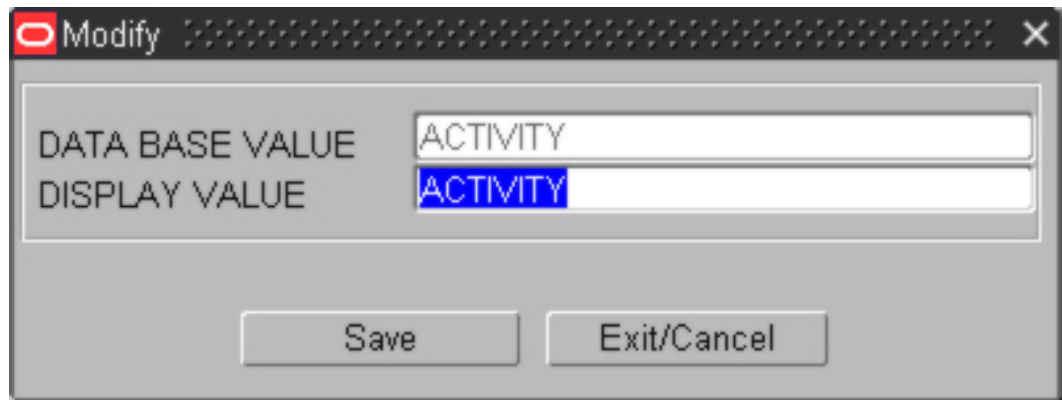 Modify
DATA BASE VALUE ACTIVITY
DISPLAY VALUE ACTIVITY
Save Exit/Cancel